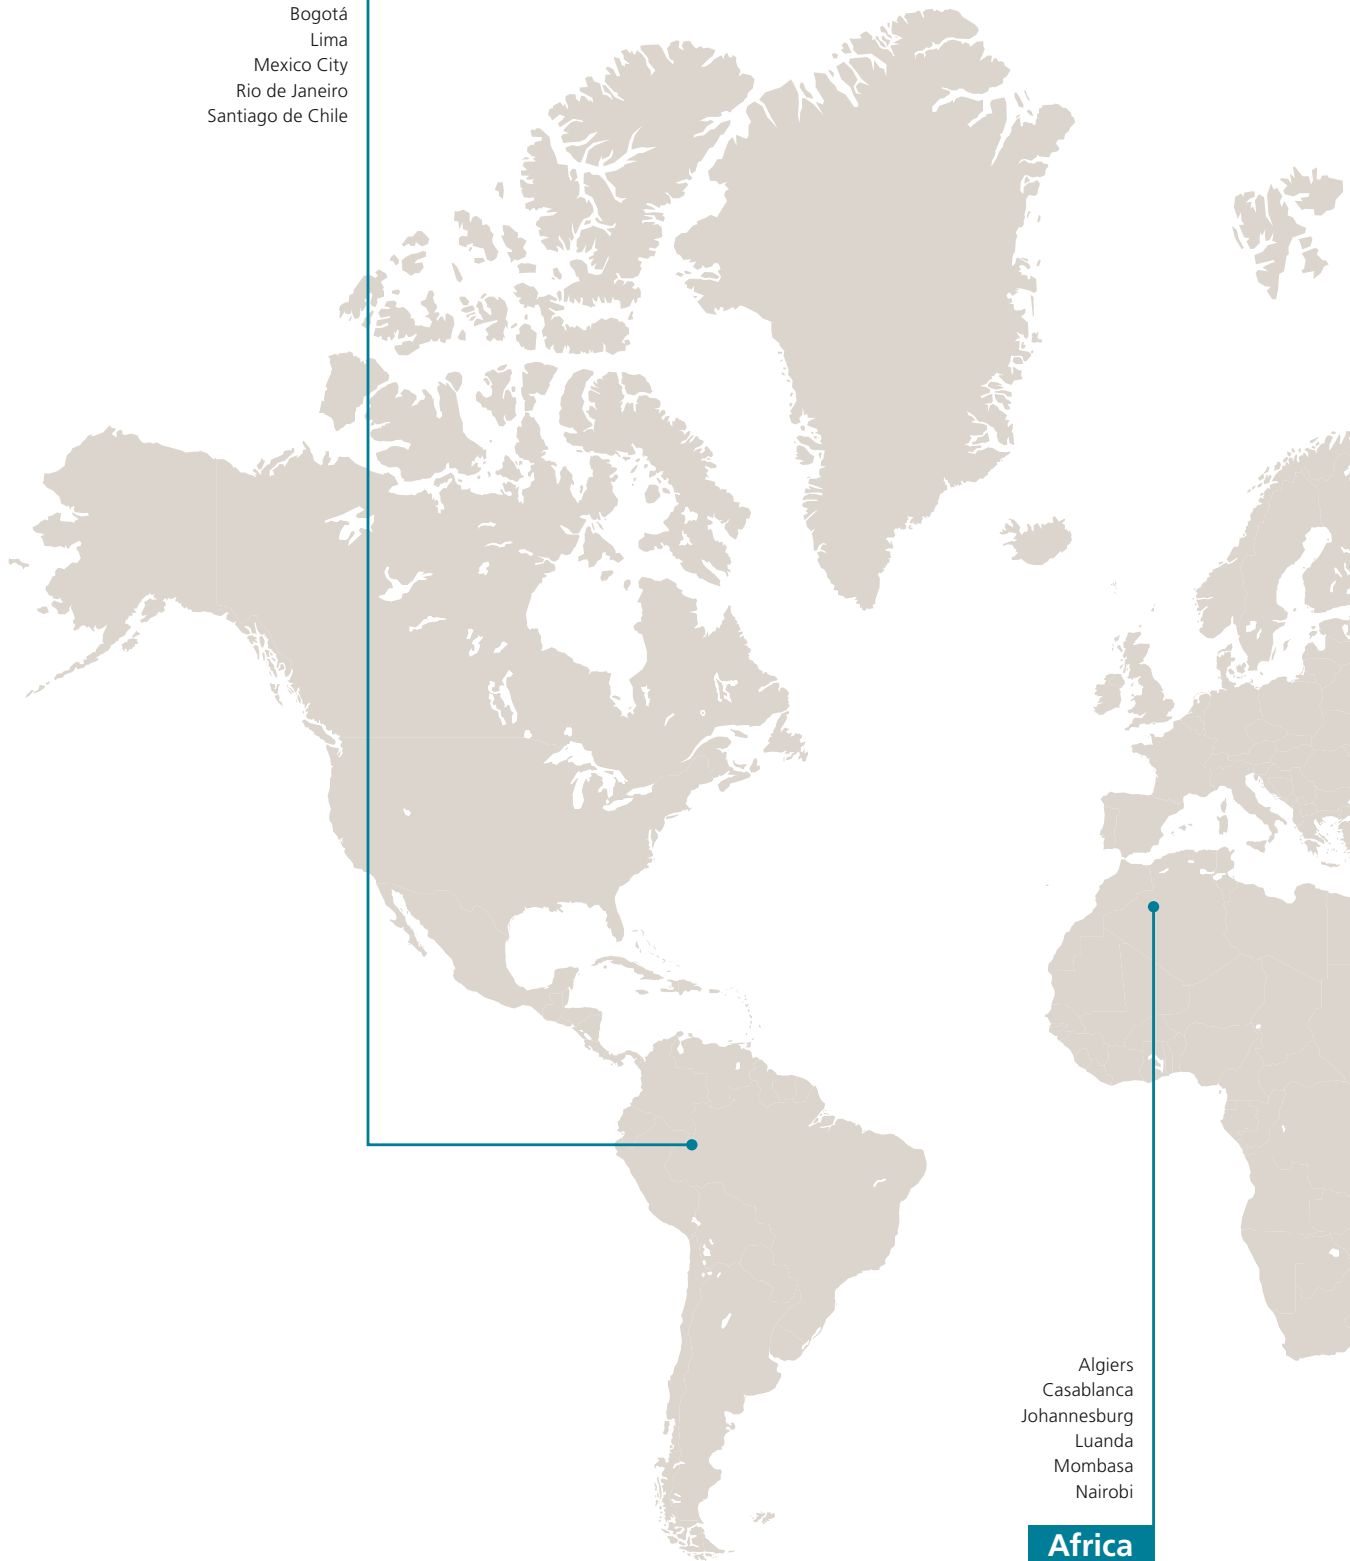 Bogotá
Lima
Mexico City
Rio de Janeiro
Santiago de Chile
Algiers
Casablanca
Johannesburg
Luanda
Mombasa
Nairobi
Africa